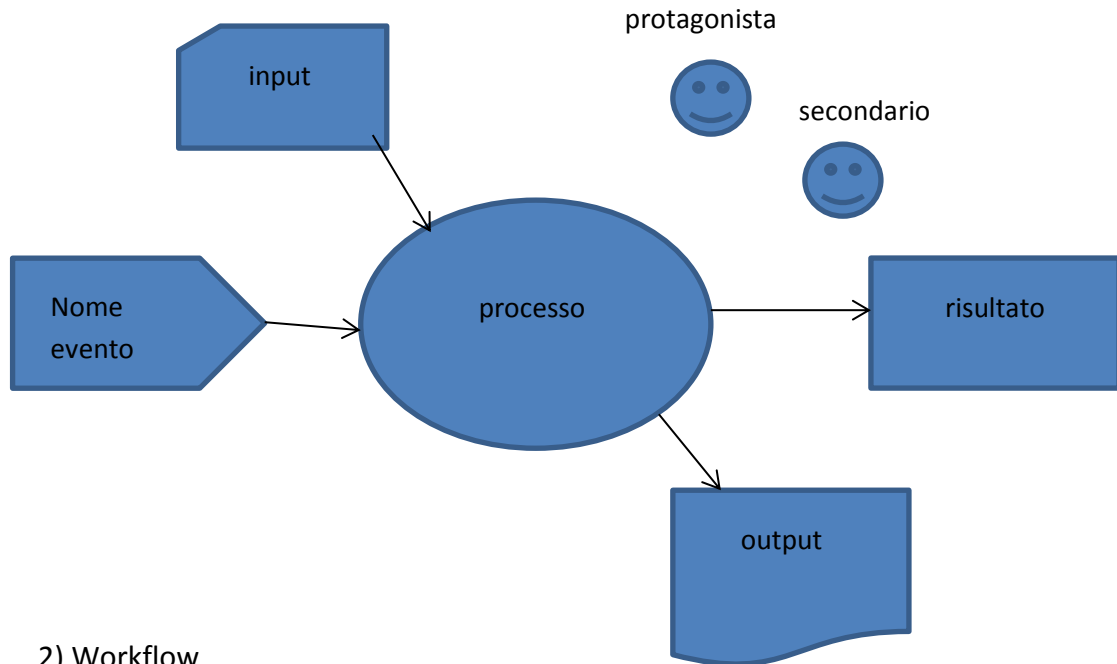 protagonista
input
secondario
Nome
evento
processo
risultato
output
2) Workflow